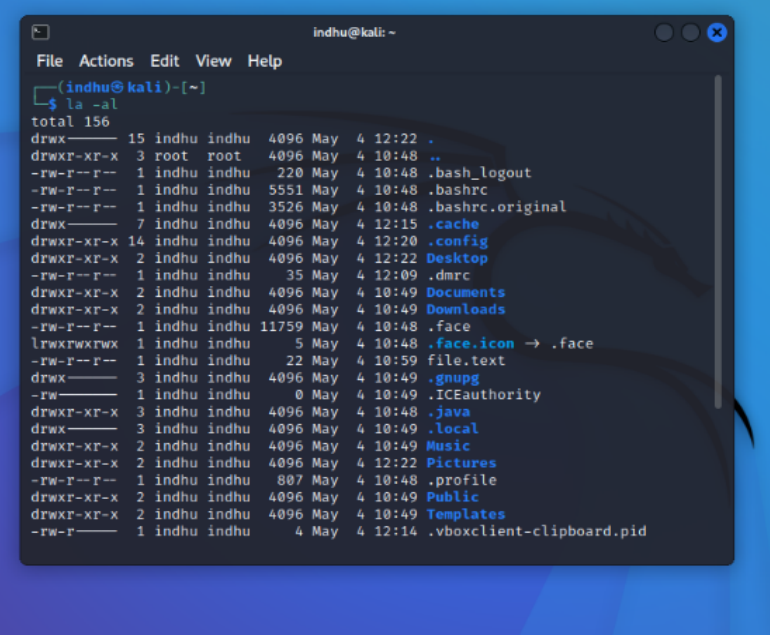 indhu@kali: ~
File Actions Edit View Help
┌──(indhu㉿kali)-[~]
└─$ la -al
total 156
drwx------ 15 indhu indhu  4096 May  4 12:22 .
drwxr-xr-x  3 root  root   4096 May  4 10:48 ..
-rw-r--r--  1 indhu indhu   220 May  4 10:48 .bash_logout
-rw-r--r--  1 indhu indhu  5551 May  4 10:48 .bashrc
-rw-r--r--  1 indhu indhu  3526 May  4 10:48 .bashrc.original
drwx------  7 indhu indhu  4096 May  4 12:15 .cache
drwxr-xr-x 14 indhu indhu  4096 May  4 12:20 .config
drwxr-xr-x  2 indhu indhu  4096 May  4 12:22 Desktop
-rw-r--r--  1 indhu indhu    35 May  4 12:09 .dmrc
drwxr-xr-x  2 indhu indhu  4096 May  4 10:49 Documents
drwxr-xr-x  2 indhu indhu  4096 May  4 10:49 Downloads
-rw-r--r--  1 indhu indhu 11759 May  4 10:48 .face
lrwxrwxrwx  1 indhu indhu     5 May  4 10:48 .face.icon → .face
-rw-r--r--  1 indhu indhu    22 May  4 10:59 file.text
drwx------  3 indhu indhu  4096 May  4 10:49 .gnupg
-rw-------  1 indhu indhu     0 May  4 10:49 .ICEauthority
drwxr-xr-x  3 indhu indhu  4096 May  4 10:48 .java
drwx------  3 indhu indhu  4096 May  4 10:49 .local
drwxr-xr-x  2 indhu indhu  4096 May  4 10:49 Music
drwxr-xr-x  2 indhu indhu  4096 May  4 12:22 Pictures
-rw-r--r--  1 indhu indhu   807 May  4 10:48 .profile
drwxr-xr-x  2 indhu indhu  4096 May  4 10:49 Public
drwxr-xr-x  2 indhu indhu  4096 May  4 10:49 Templates
-rw-r-----  1 indhu indhu     4 May  4 12:14 .vboxclient-clipboard.pid